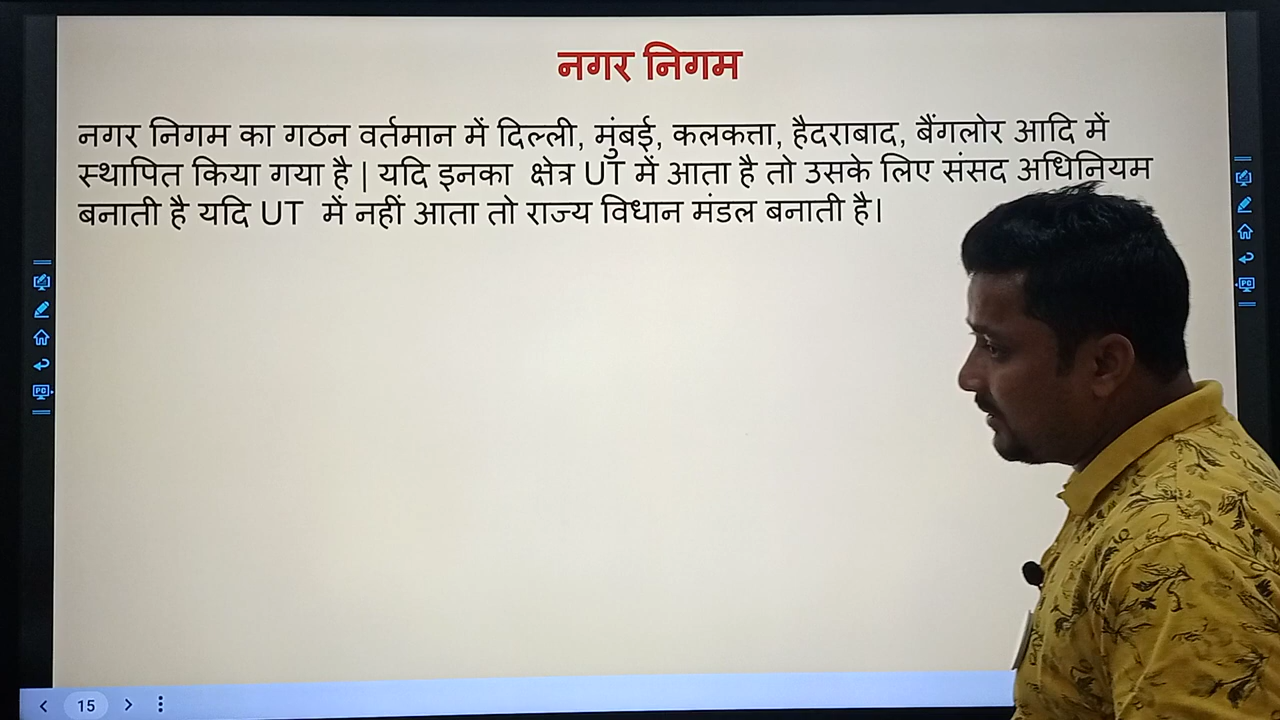 नगर निगम
नगर निगम का गठन वर्तमान में दिल्ली, मुंबई, कलकत्ता, हैदराबाद, बैंगलोर आदि में
स्थापित किया गया है | यदि इनका क्षेत्र UT में आता है तो उसके लिए संसद अधिनियम
बनाती है यदि UT में नहीं आता तो राज्य विधान मंडल बनाती है।
15